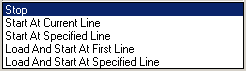 Stop
Start At Current Line
Start At Specified Line
Load And Start At First Line
Load And Start At Specified Line